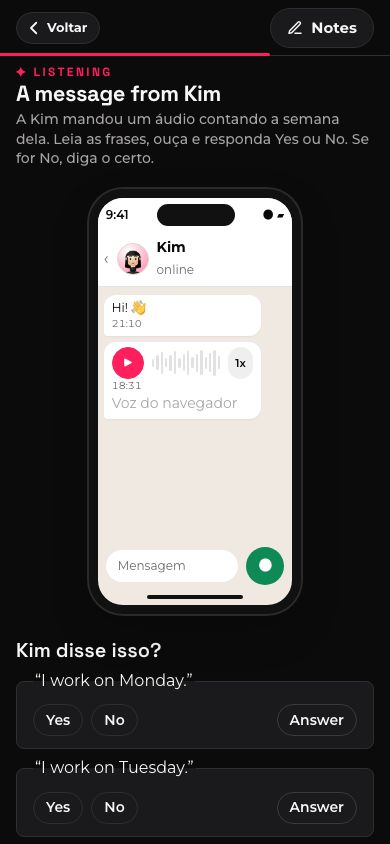 Voltar
Notes
✦ LISTENING
A message from Kim
A Kim mandou um áudio contando a semana
dela. Leia as frases, ouça e responda Yes ou No. Se
for No, diga o certo.
9:41
Kim
online
Hi! 👋
21:10
1x
18:31
Voz do navegador
Mensagem
Kim disse isso?
“I work on Monday.”
Yes
No
Answer
“I work on Tuesday.”
Yes
No
Answer